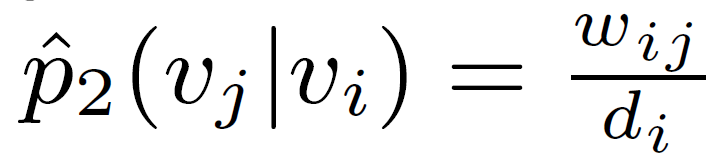 p̂₂(vⱼ|vᵢ) = wᵢⱼ / dᵢ